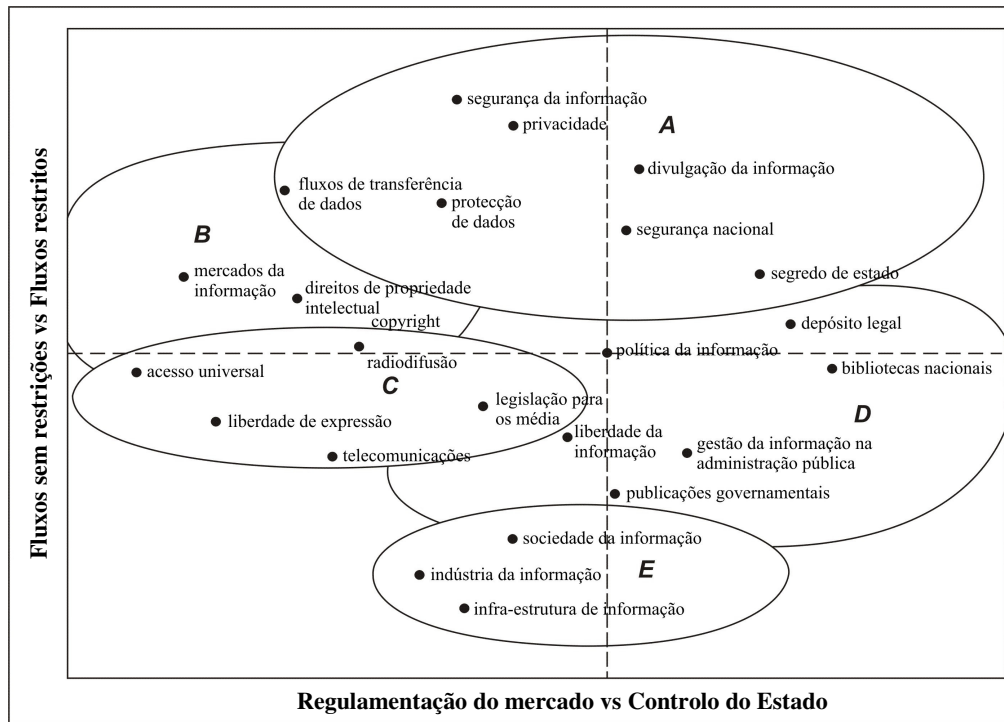 segurança da informação
privacidade
A
divulgação da informação
fluxos de transferência
de dados
protecção
de dados
segurança nacional
B
mercados da
informação
segredo de estado
direitos de propriedade
intelectual
copyright
depósito legal
política da informação
radiodifusão
bibliotecas nacionais
acesso universal
C
legislação para
os média
D
liberdade de expressão
liberdade da
informação
gestão da informação na
administração pública
telecomunicações
publicações governamentais
sociedade da informação
indústria da informação
E
infra-estrutura de informação
Fluxos sem restrições vs Fluxos restritos
Regulamentação do mercado vs Controlo do Estado